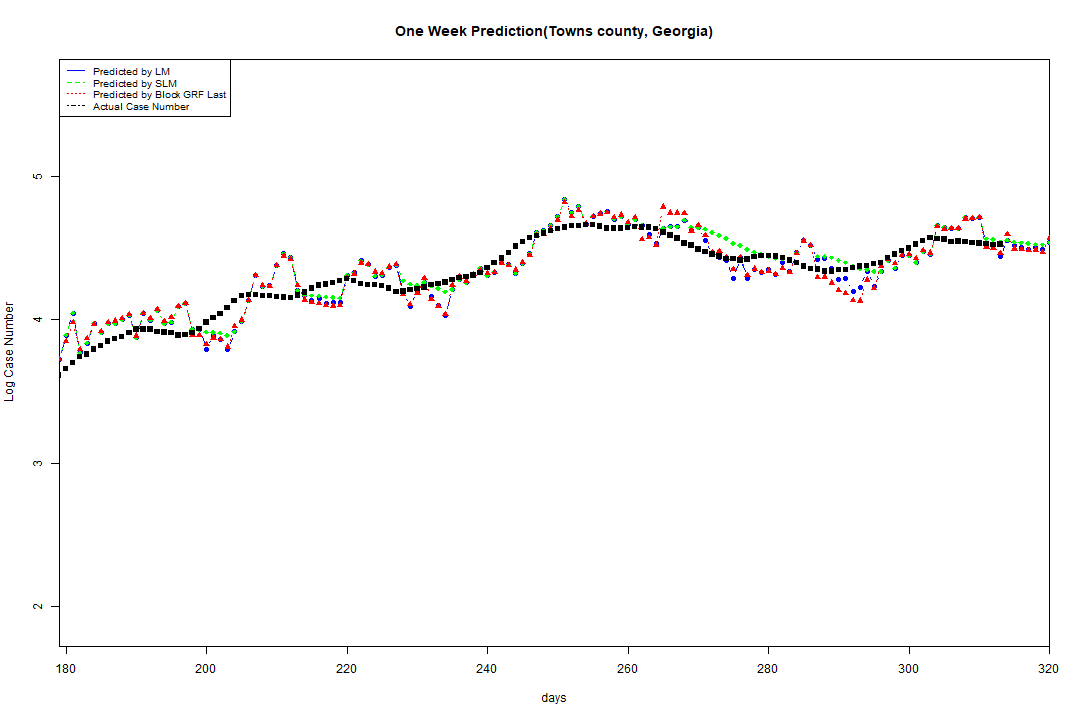 One Week Prediction(Towns county, Georgia)
Predicted by LM
Predicted by SLM
Predicted by Block GRF Last
Actual Case Number
5
4
3
2
Log Case Number
180 200 220 240 260 280 300 320
days